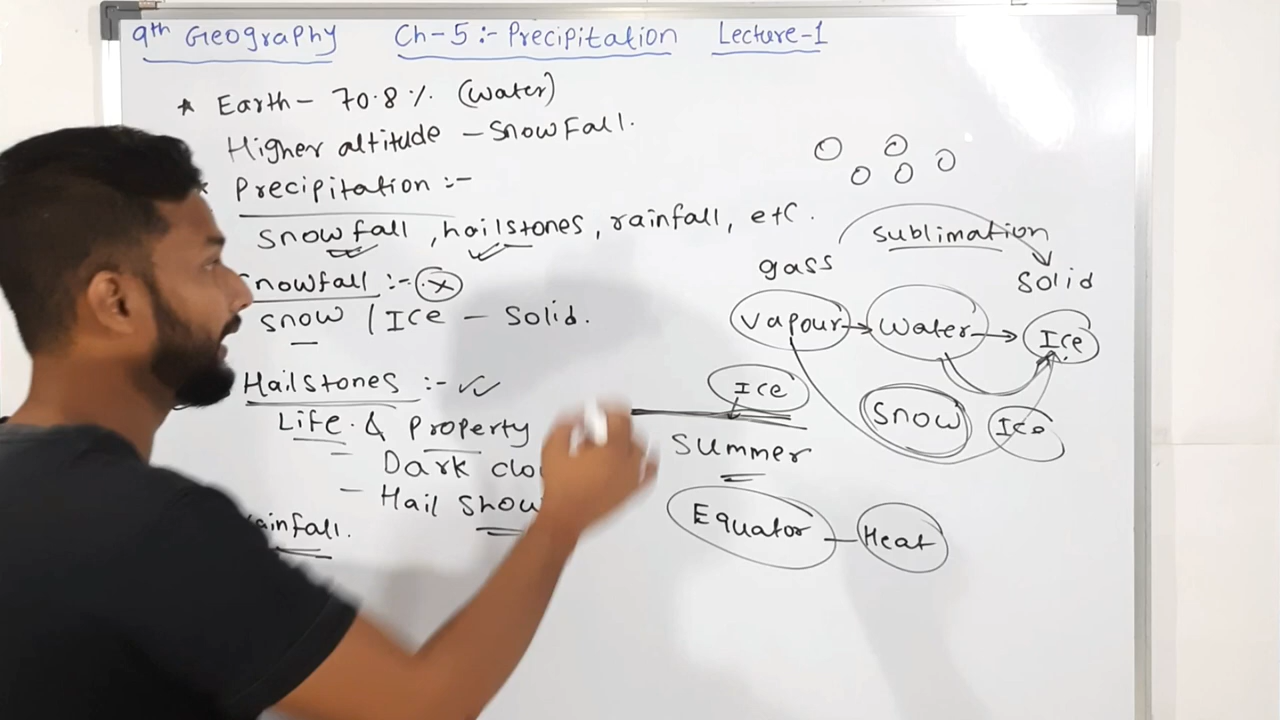 9th Geography Ch-5:- Precipitation Lecture-1
* Earth- 70.8% (Water)
Higher altitude - SnowFall.
* Precipitation :-
Snowfall, hailstones, rainfall, etc.
nowfall :- x
Snow / Ice - Solid.
Hailstones :-
Life & Property
- Dark clo
- Hail Show
ainfall.
sublimation
gass
Solid
Vapour → Water → Ice
Ice
Snow
Ice
Summer
Equator - Heat